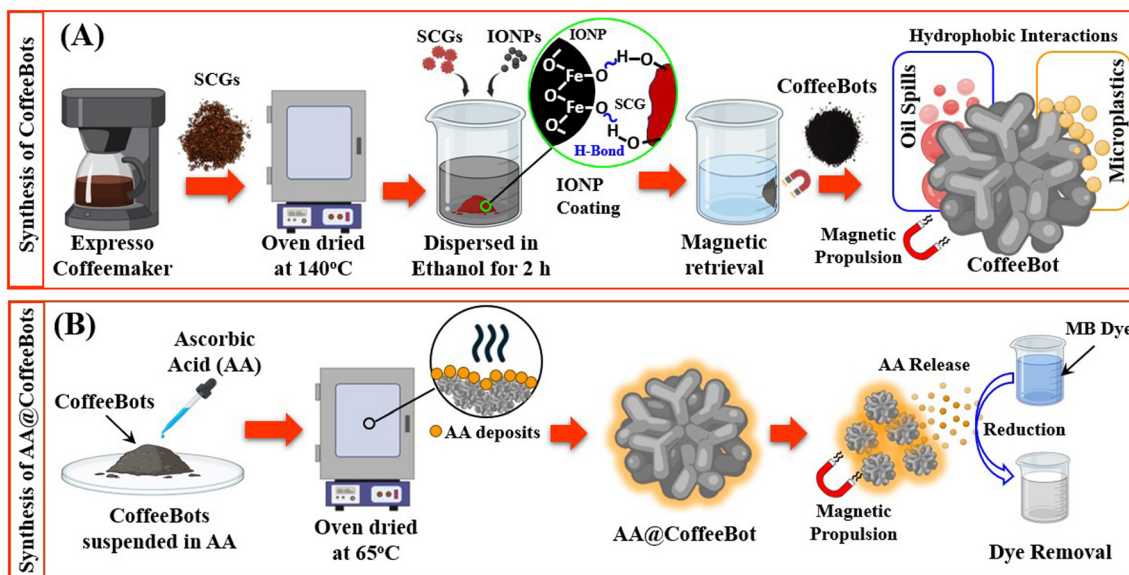 Synthesis of CoffeeBots
(A)
SCGs
Expresso
Coffeemaker
Oven dried
at 140°C
SCGs
IONPs
Dispersed in
Ethanol for 2 h
IONP
O
Fe
O
H
O
O
Fe
O
SCG
O
H
O
H-Bond
IONP
Coating
Magnetic
retrieval
CoffeeBots
Hydrophobic Interactions
Oil Spills
Microplastics
Magnetic
Propulsion
CoffeeBot
Synthesis of AA@CoffeeBots
(B)
Ascorbic
Acid (AA)
CoffeeBots
CoffeeBots
suspended in AA
AA deposits
Oven dried
at 65°C
AA@CoffeeBot
AA Release
MB Dye
Reduction
Magnetic
Propulsion
Dye Removal